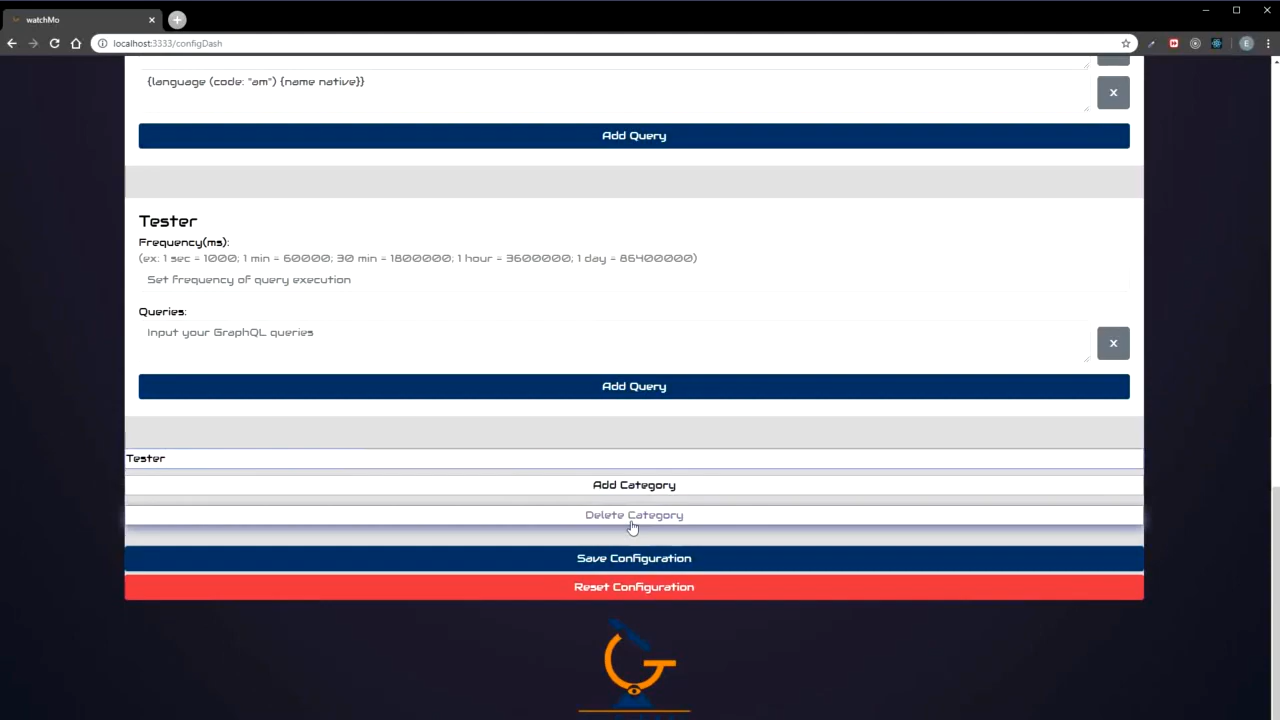 watchMo
localhost:3333/configDash
E
{language (code: "am") {name native}}
x
Add Query
Tester
Frequency(ms):
(ex: 1 sec = 1000; 1 min = 60000; 30 min = 1800000; 1 hour = 3600000; 1 day = 86400000)
Set frequency of query execution
Queries:
Input your GraphQL queries
x
Add Query
Tester
Add Category
Delete Category
Save Configuration
Reset Configuration